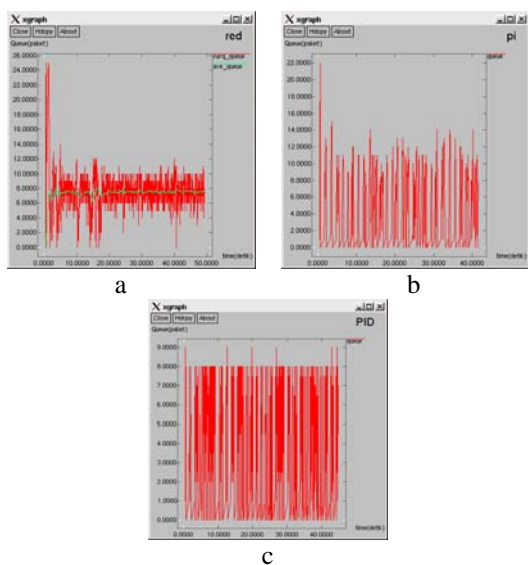 xgraph
Close Hdcpy About
red
Queue(paket)
ave_queue
26.0000
24.0000
22.0000
20.0000
18.0000
16.0000
14.0000
12.0000
10.0000
8.0000
6.0000
4.0000
2.0000
0.0000
0.0000 10.0000 20.0000 30.0000 40.0000 50.0000
time(detik)
a
xgraph
Close Hdcpy About
pi
Queue(paket)
queue
22.0000
20.0000
18.0000
16.0000
14.0000
12.0000
10.0000
8.0000
6.0000
4.0000
2.0000
0.0000
0.0000 10.0000 20.0000 30.0000 40.0000
time(detik)
b
xgraph
Close Hdcpy About
PID
Queue(paket)
queue
9.0000
8.0000
7.0000
6.0000
5.0000
4.0000
3.0000
2.0000
1.0000
0.0000
0.0000 10.0000 20.0000 30.0000 40.0000
time(detik)
c